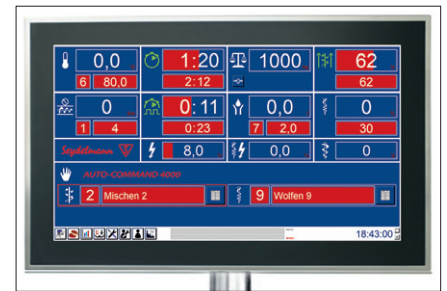 0,0 1:20 1000 62
6 80,0 2:12 62
0 0:11 0,0 0
1 4 0:23 7 2,0 30
Seydelmann 8,0 0,0 0
AUTO-COMMAND 4000
2 Mischen 2 9 Wolfen 9
18:43:00